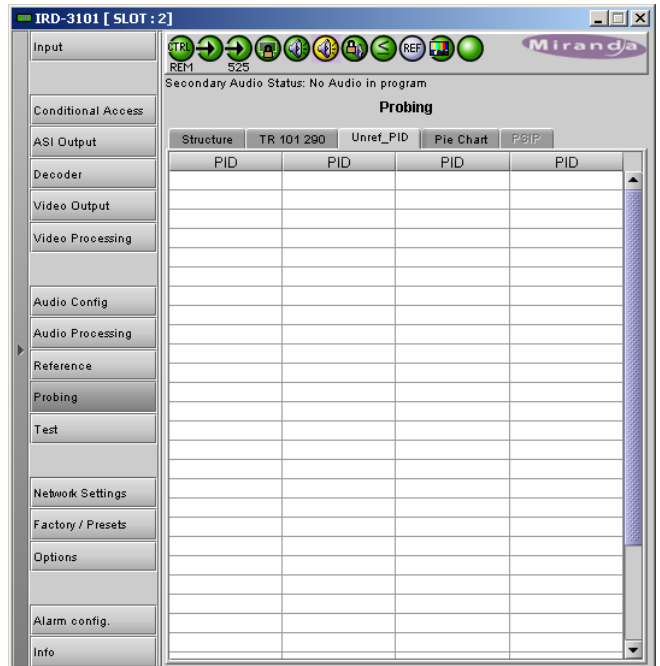 IRD-3101 [ SLOT : 2]
Input
Conditional Access
ASI Output
Decoder
Video Output
Video Processing
Audio Config
Audio Processing
Reference
Probing
Test
Network Settings
Factory / Presets
Options
Alarm config.
Info
CTRL
REF
Miranda
REM
525
Secondary Audio Status: No Audio in program
Probing
Structure
TR 101 290
Unref_PID
Pie Chart
PSIP
PID
PID
PID
PID